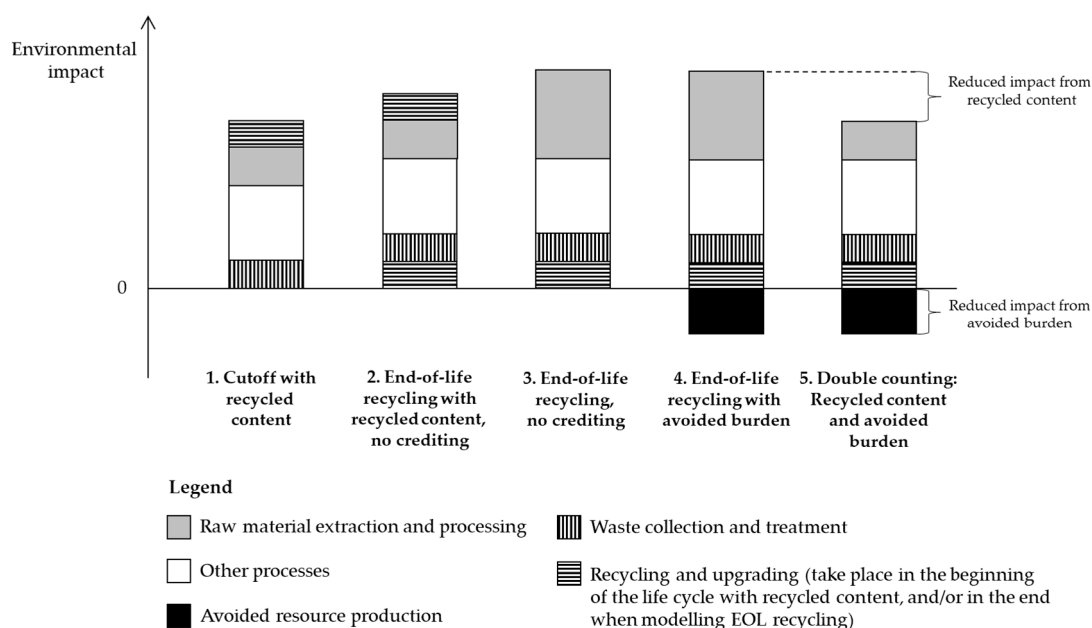 Environmental
impact
Reduced impact from
recycled content
0
Reduced impact from
avoided burden
1. Cutoff with
recycled
content
2. End-of-life
recycling with
recycled content,
no crediting
3. End-of-life
recycling,
no crediting
4. End-of-life
recycling with
avoided burden
5. Double counting:
Recycled content
and avoided
burden
Legend
Raw material extraction and processing
Other processes
Avoided resource production
Waste collection and treatment
Recycling and upgrading (take place in the beginning
of the life cycle with recycled content, and/or in the end
when modelling EOL recycling)